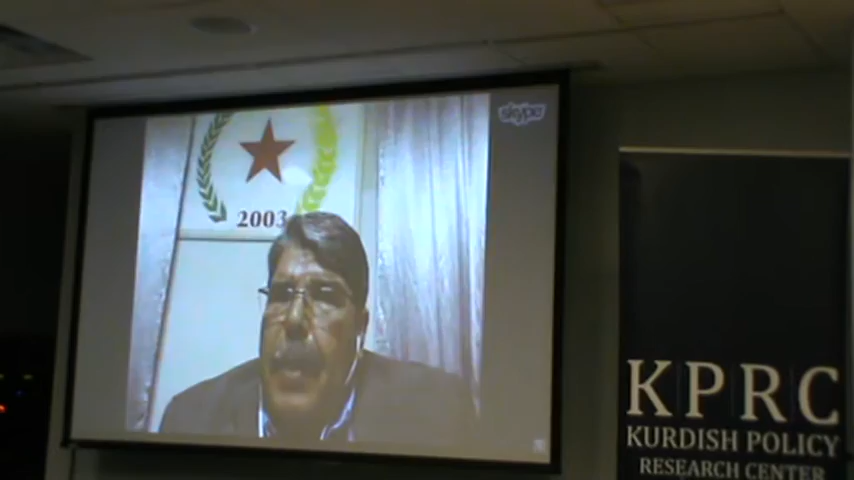 skype
2003
KPRC
KURDISH POLICY
RESEARCH CENTER